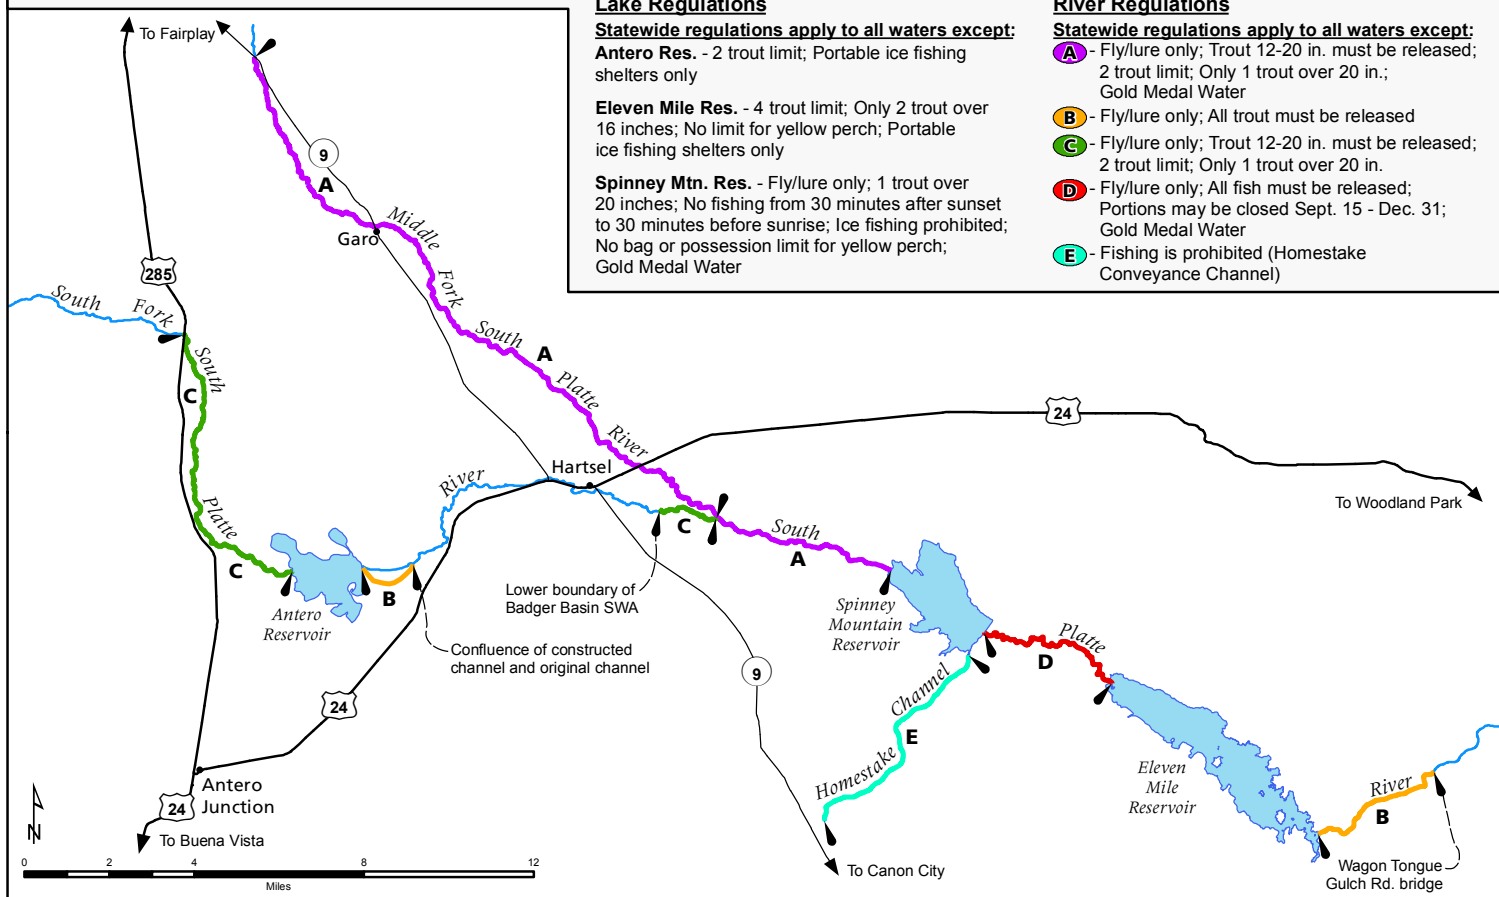 Lake Regulations
Statewide regulations apply to all waters except:
Antero Res. - 2 trout limit; Portable ice fishing
shelters only
Eleven Mile Res. - 4 trout limit; Only 2 trout over
16 inches; No limit for yellow perch; Portable
ice fishing shelters only
Spinney Mtn. Res. - Fly/lure only; 1 trout over
20 inches; No fishing from 30 minutes after sunset
to 30 minutes before sunrise; Ice fishing prohibited;
No bag or possession limit for yellow perch;
Gold Medal Water
River Regulations
Statewide regulations apply to all waters except:
A - Fly/lure only; Trout 12-20 in. must be released;
2 trout limit; Only 1 trout over 20 in.;
Gold Medal Water
B - Fly/lure only; All trout must be released
C - Fly/lure only; Trout 12-20 in. must be released;
2 trout limit; Only 1 trout over 20 in.
D - Fly/lure only; All fish must be released;
Portions may be closed Sept. 15 - Dec. 31;
Gold Medal Water
E - Fishing is prohibited (Homestake
Conveyance Channel)
To Fairplay
9
A
Middle
Garo
Fork
285
South
Fork
South
South
A
C
Platte
River
24
Hartsel
River
To Woodland Park
Platte
C
South
A
C
B
Antero
Reservoir
Lower boundary of
Badger Basin SWA
Spinney
Mountain
Reservoir
Platte
D
Confluence of constructed
channel and original channel
9
Channel
24
E
Homestake
Eleven
Mile
Reservoir
River
B
Antero
Junction
24
N
To Buena Vista
To Canon City
Wagon Tongue
Gulch Rd. bridge
0 2 4 8 12
Miles